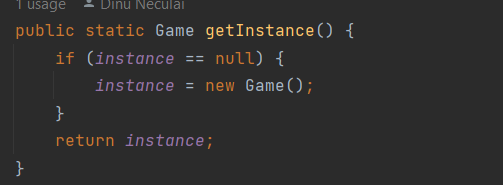 1 usage Dinu Neculai
public static Game getInstance() {
    if (instance == null) {
        instance = new Game();
    }
    return instance;
}